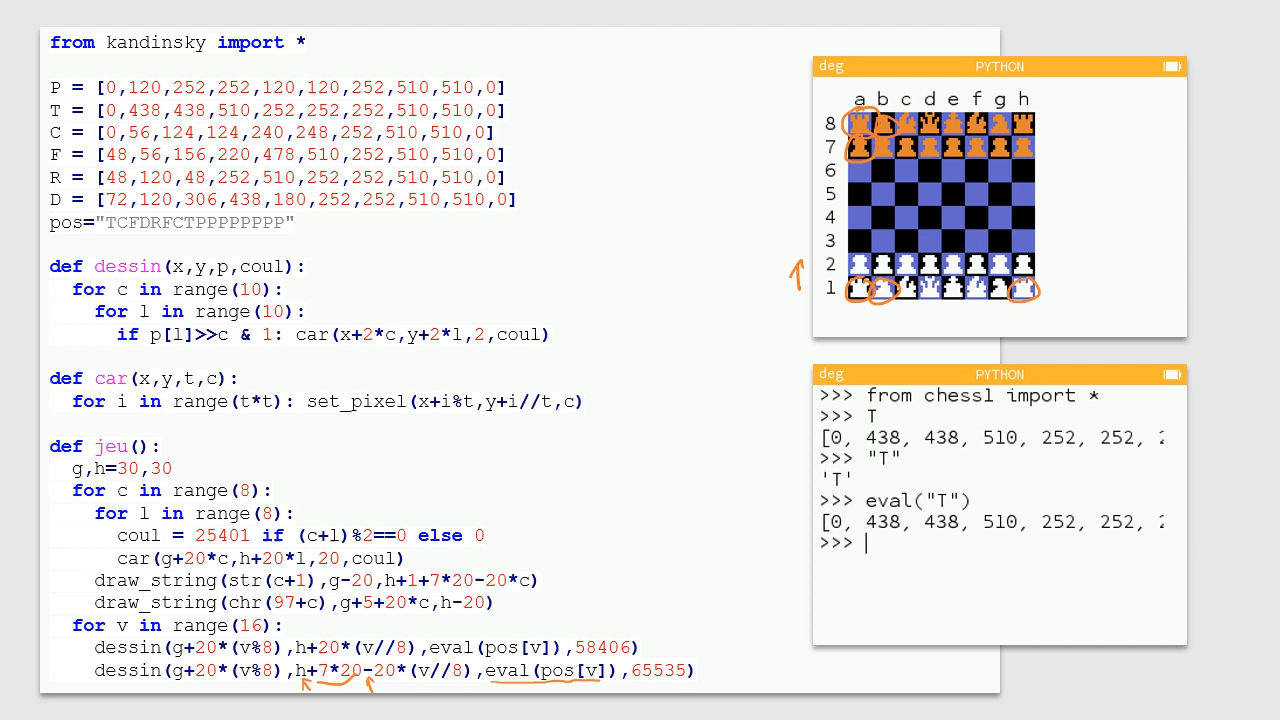 from kandinsky import *
P = [0,120,252,252,120,120,252,510,510,0]
T = [0,438,438,510,252,252,252,510,510,0]
C = [0,56,124,124,240,248,252,510,510,0]
F = [48,56,156,220,478,510,252,510,510,0]
R = [48,120,48,252,510,252,252,510,510,0]
D = [72,120,306,438,180,252,252,510,510,0]
pos="TCFDRFCTPPPPPPPP"
def dessin(x,y,p,coul):
for c in range(10):
for l in range(10):
if p[l]>>c & 1: car(x+2*c,y+2*l,2,coul)
def car(x,y,t,c):
for i in range(t*t): set_pixel(x+i%t,y+i//t,c)
def jeu():
g,h=30,30
for c in range(8):
for l in range(8):
coul = 25401 if (c+l)%2==0 else 0
car(g+20*c,h+20*l,20,coul)
draw_string(str(c+1),g-20,h+1+7*20-20*c)
draw_string(chr(97+c),g+5+20*c,h-20)
for v in range(16):
dessin(g+20*(v%8),h+20*(v//8),eval(pos[v]),58406)
dessin(g+20*(v%8),h+7*20-20*(v//8),eval(pos[v]),65535)
deg PYTHON
a b c d e f g h
8
7
6
5
4
3
2
1
deg PYTHON
>>> from chessl import *
>>> T
[0, 438, 438, 510, 252, 252,
>>> "T"
'T'
>>> eval("T")
[0, 438, 438, 510, 252, 252,
>>>